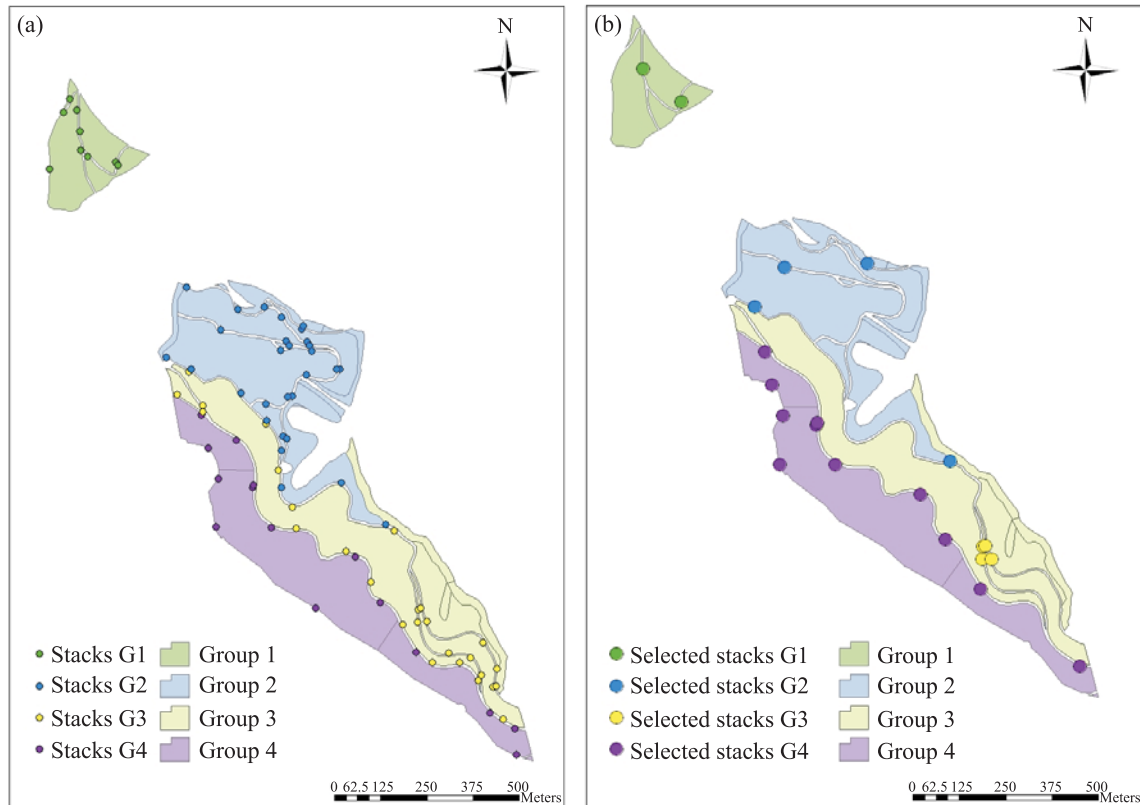 (a)
N
Stacks G1 Group 1
Stacks G2 Group 2
Stacks G3 Group 3
Stacks G4 Group 4
0 62.5 125 250 375 500
Meters
(b)
N
Selected stacks G1 Group 1
Selected stacks G2 Group 2
Selected stacks G3 Group 3
Selected stacks G4 Group 4
0 62.5 125 250 375 500
Meters